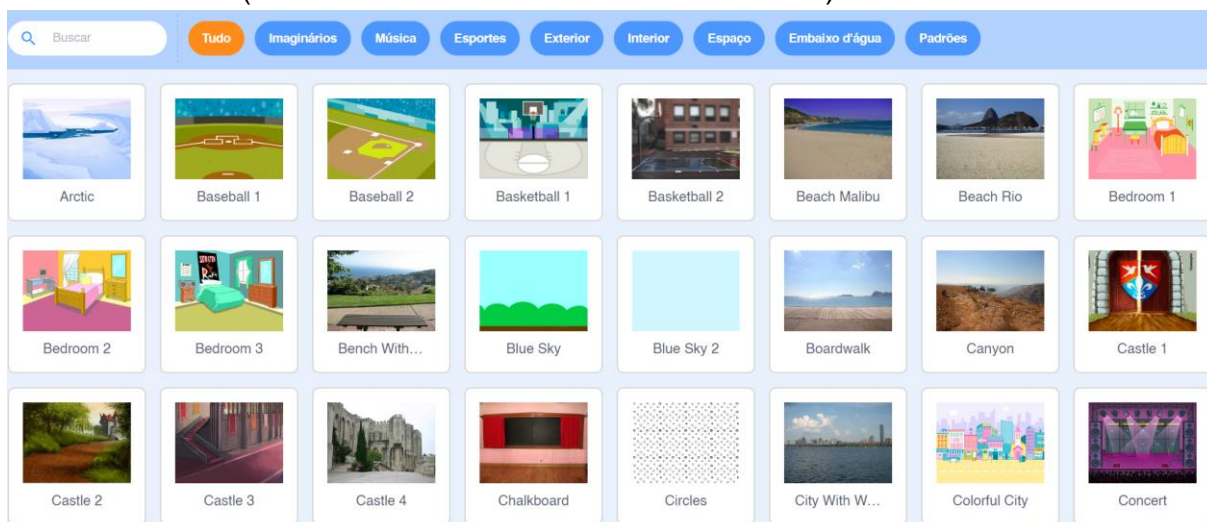 Buscar Tudo Imaginários Música Esportes Exterior Interior Espaço Embaixo d'água Padrões
Arctic Baseball 1 Baseball 2 Basketball 1 Basketball 2 Beach Malibu Beach Rio Bedroom 1
Bedroom 2 Bedroom 3 Bench With... Blue Sky Blue Sky 2 Boardwalk Canyon Castle 1
Castle 2 Castle 3 Castle 4 Chalkboard Circles City With W... Colorful City Concert